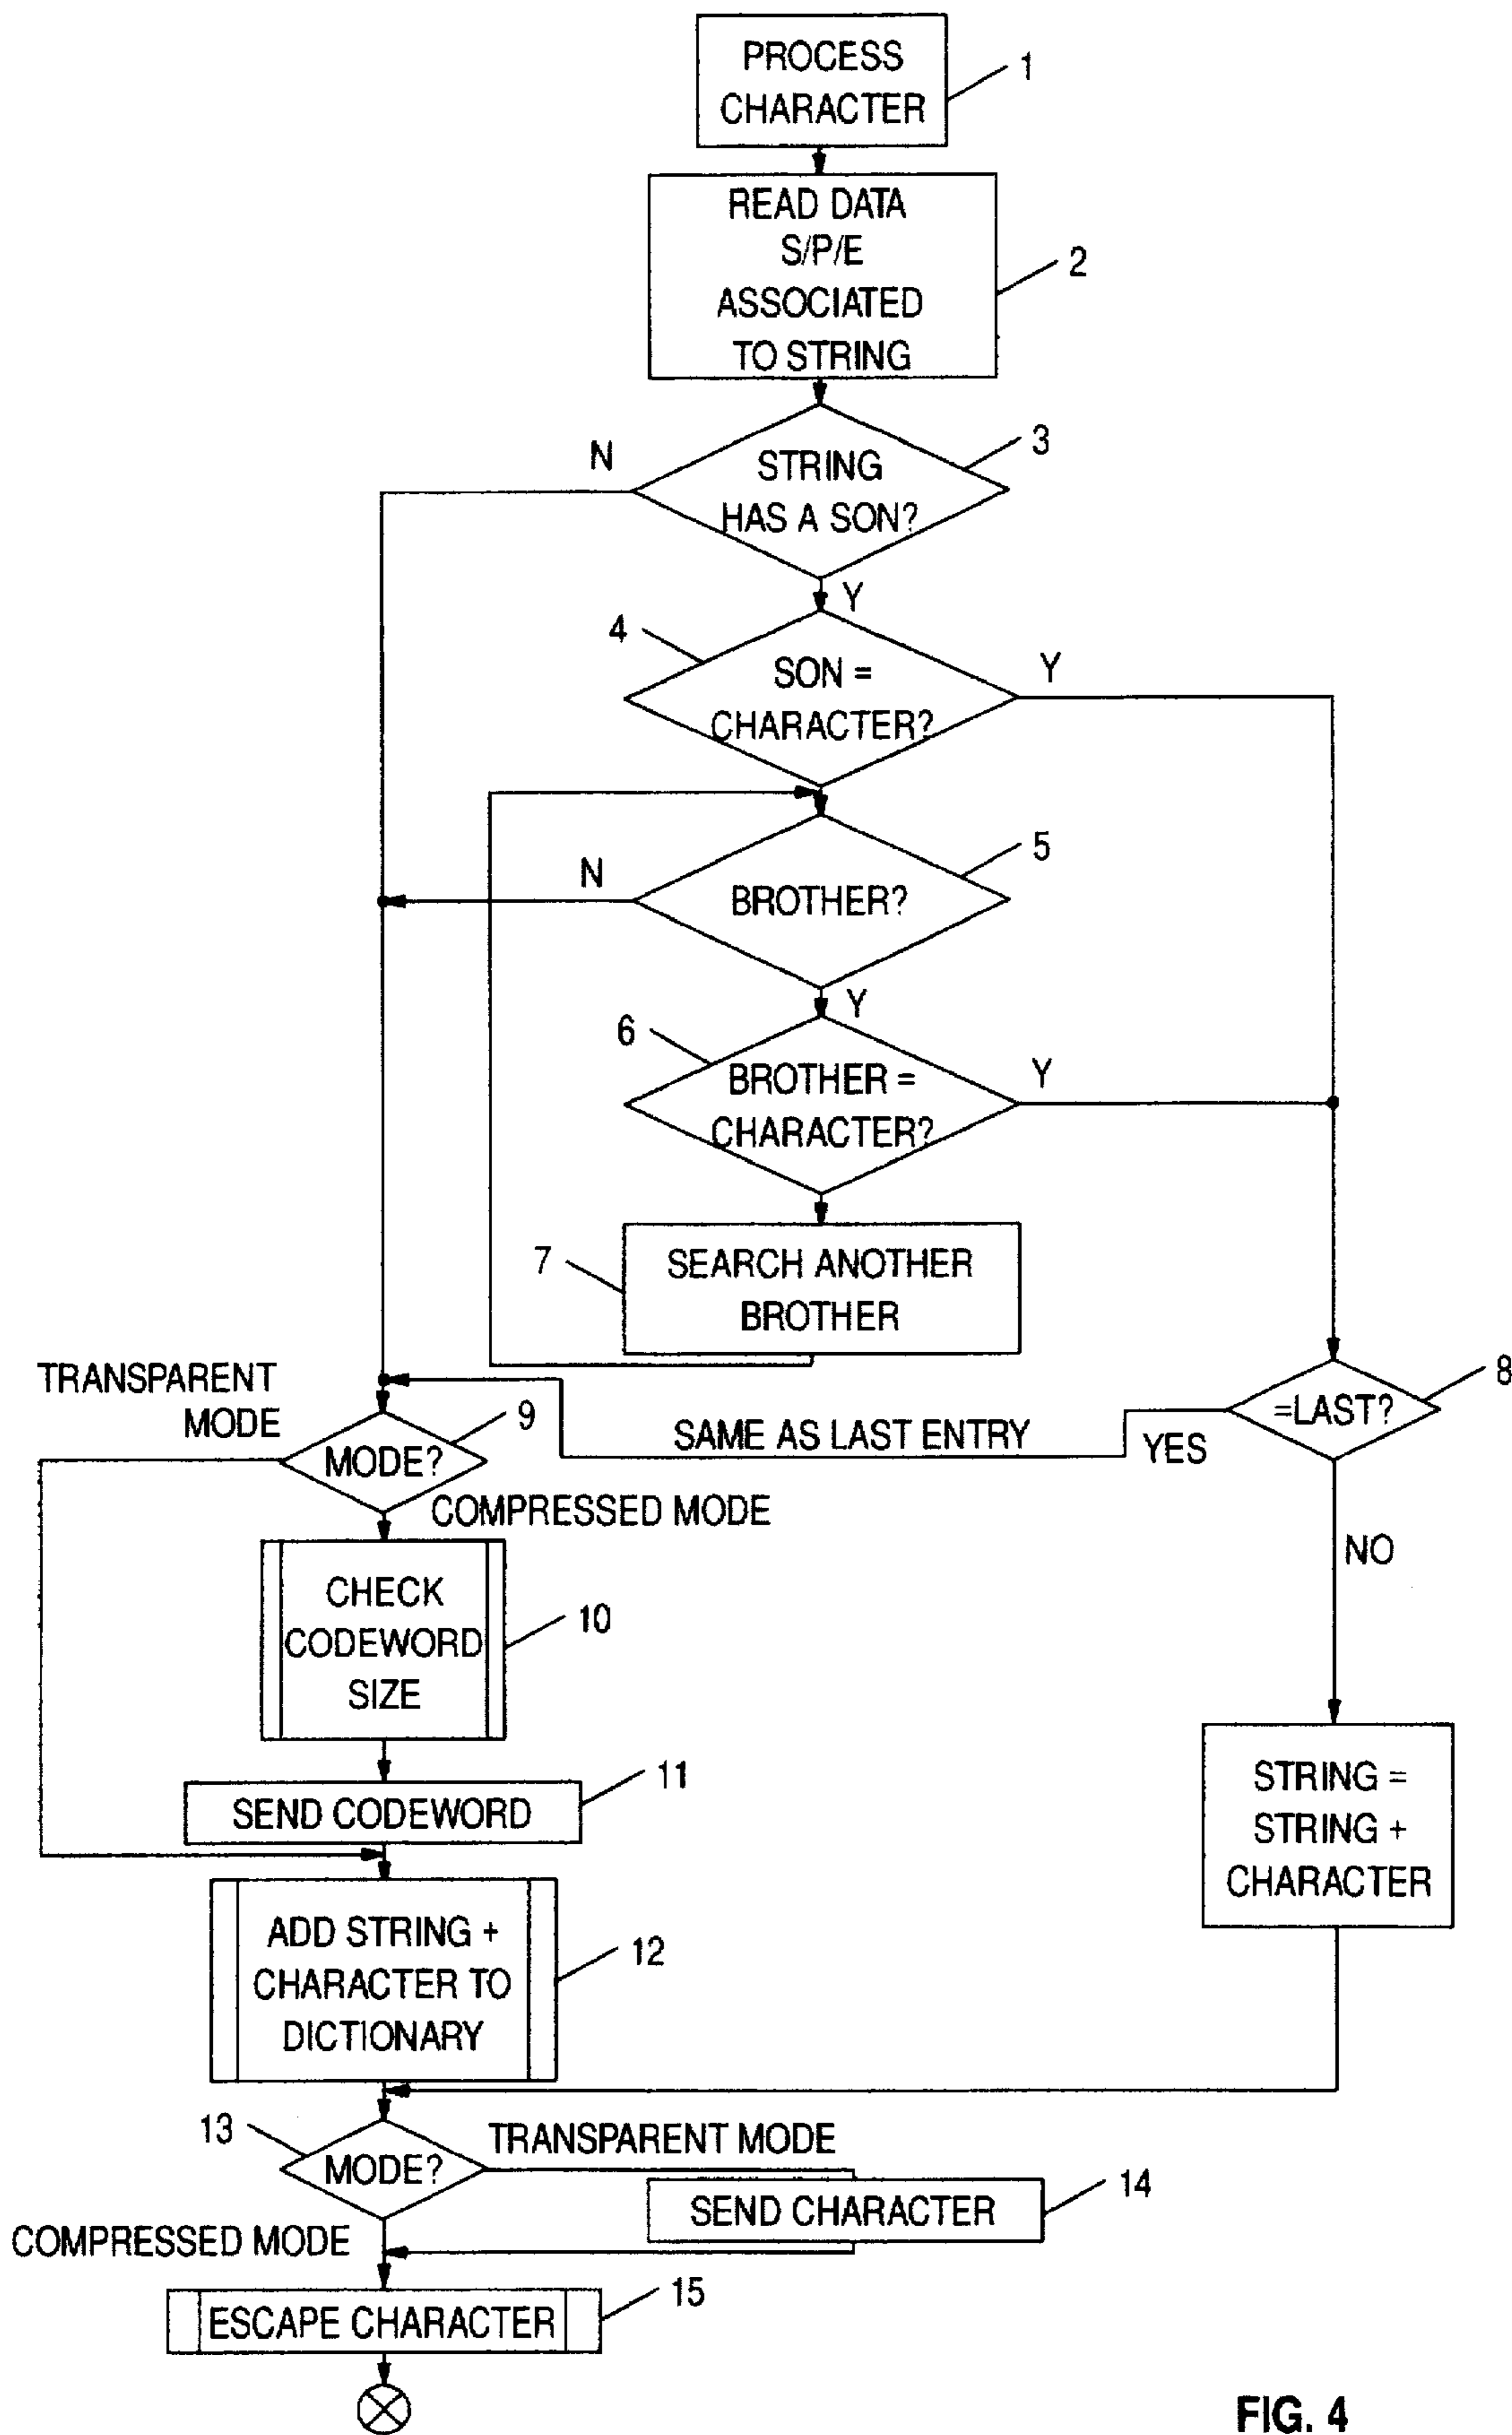 PROCESS
CHARACTER
1
READ DATA
S/P/E
ASSOCIATED
TO STRING
2
N
STRING
HAS A SON?
3
Y
4
SON =
CHARACTER?
Y
N
BROTHER?
5
Y
6
BROTHER =
CHARACTER?
Y
7
SEARCH ANOTHER
BROTHER
TRANSPARENT
MODE
9
MODE?
SAME AS LAST ENTRY
YES
=LAST?
8
COMPRESSED MODE
NO
CHECK
CODEWORD
SIZE
10
SEND CODEWORD
11
STRING =
STRING +
CHARACTER
ADD STRING +
CHARACTER TO
DICTIONARY
12
13
MODE?
TRANSPARENT MODE
SEND CHARACTER
14
COMPRESSED MODE
ESCAPE CHARACTER
15
FIG. 4